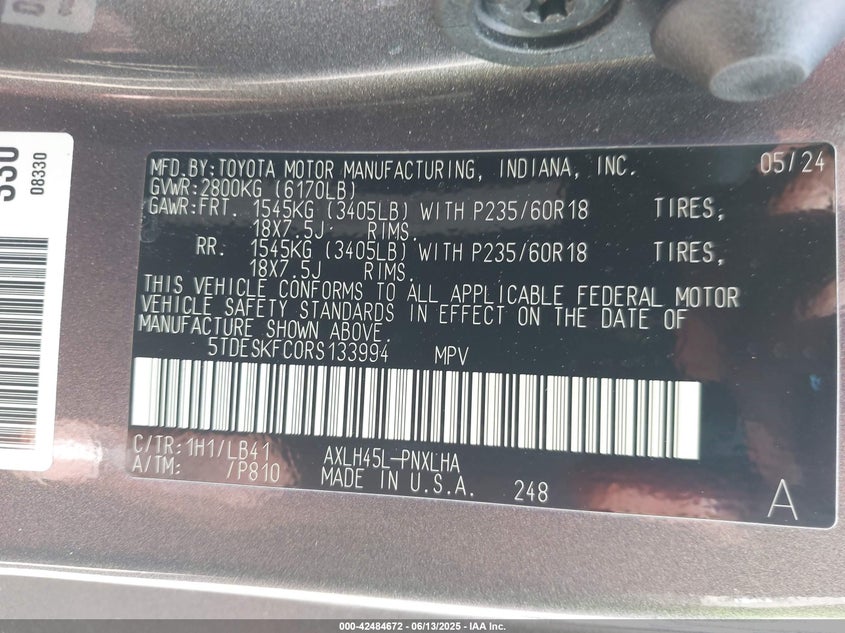 330
08330
MFD.BY:TOYOTA MOTOR MANUFACTURING, INDIANA, INC. 05/24
GVWR:2800KG (6170LB)
GAWR:FRT. 1545KG (3405LB) WITH P235/60R18 TIRES,
18X7.5J RIMS.
RR. 1545KG (3405LB) WITH P235/60R18 TIRES,
18X7.5J RIMS.
THIS VEHICLE CONFORMS TO ALL APPLICABLE FEDERAL MOTOR
VEHICLE SAFETY STANDARDS IN EFFECT ON THE DATE OF
MANUFACTURE SHOWN ABOVE.
5TDESKFC0RS133994 MPV
C/TR:1H1/LB41 AXLH45L-PNXLHA
A/TM: /P810 MADE IN U.S.A. 248 A
000-42484672 - 06/13/2025 - IAA Inc.